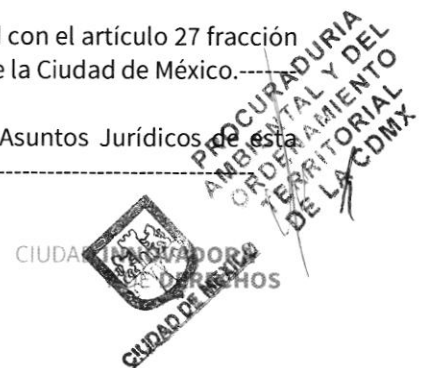 d con el artículo 27 fracción
e la Ciudad de México.-----
Asuntos Jurídicos de esta
------------------------------
PROCURADURIA
AMBIENTAL Y DEL
ORDENAMIENTO
TERRITORIAL
DE LA CDMX
CIUDAD INNOVADORA
DE DERECHOS
CIUDAD DE MÉXICO